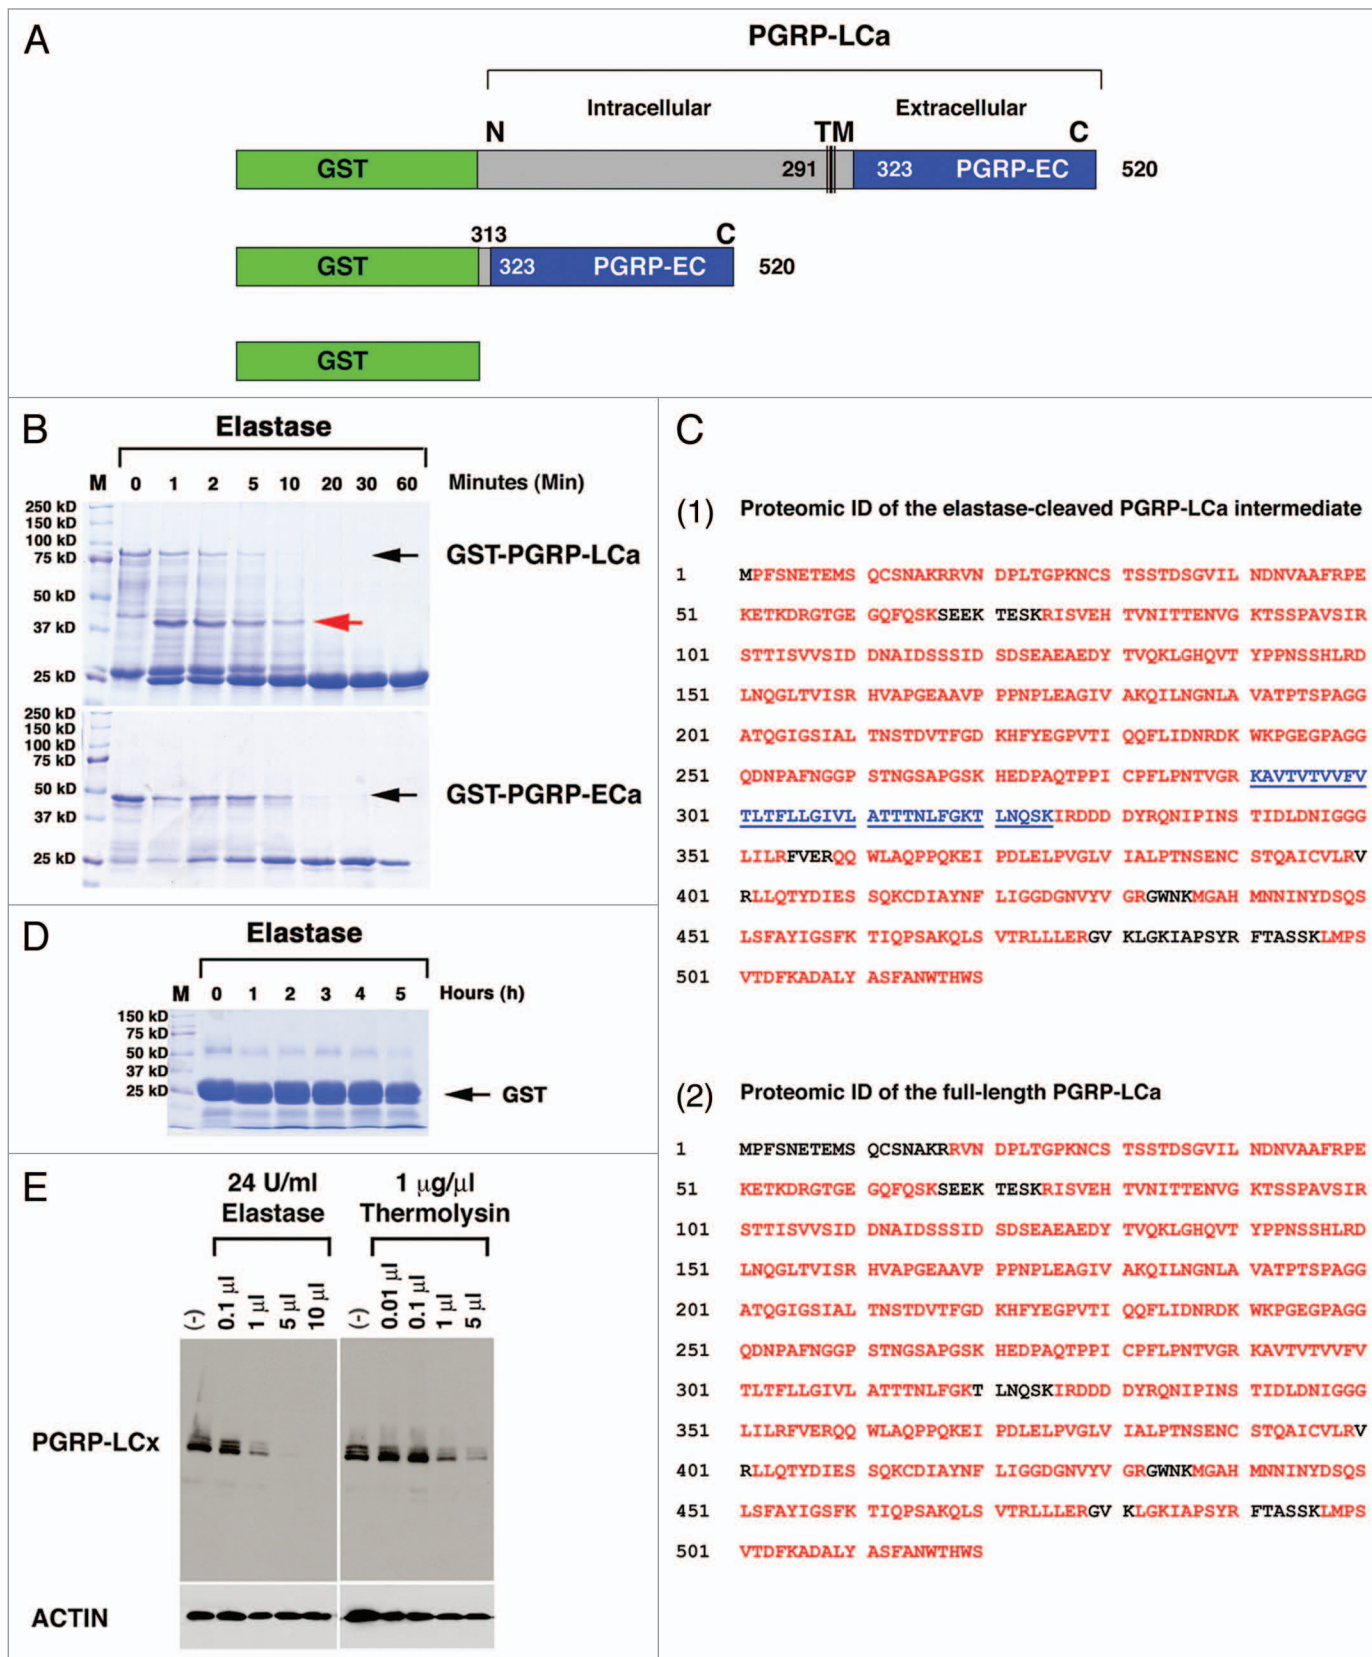 A
PGRP-LCa
Intracellular
Extracellular
N
TM
C
GST
291
323
PGRP-EC
520
313
C
GST
323
PGRP-EC
520
GST
B
Elastase
M 0 1 2 5 10 20 30 60 Minutes (Min)
250 kD
150 kD
100 kD
75 kD
GST-PGRP-LCa
50 kD
37 kD
25 kD
250 kD
150 kD
100 kD
75 kD
50 kD
GST-PGRP-ECa
37 kD
25 kD
C
(1) Proteomic ID of the elastase-cleaved PGRP-LCa intermediate
1 MPFSNETEMS QCSNAKRRVN DPLTGPKNCS TSSTDSGVIL NDNVAAFRPE
51 KETKDRGTGE GQFQSKSEEK TESKRISVEH TVNITTENVG KTSSPAVSIR
101 STTISVVSID DNAIDSSSID SDSEAEAEDY TVQKLGHQVT YPPNSSHLRD
151 LNQGLTVISR HVAPGEAAVP PPNPLEAGIV AKQILNGNLA VATPTSPAGG
201 ATQGIGSIAL TNSTDVTFGD KHFYEGPVTI QQFLIDNRDK WKPGEGPAGG
251 QDNPAFNGGP STNGSAPGSK HEDPAQTPPI CPFLPNTVGR KAVTVTVVFV
301 TLTFLLGIVL ATTTNLFGKT LNQSKIRDDD DYRQNIPINS TIDLDNIGGG
351 LILRFVERQQ WLAQPPQKEI PDLELPVGLV IALPTNSENC STQAICVLRV
401 RLLQTYDIES SQKCDIAYNF LIGGDGNVYV GRGWNKMGAH MNNINYDSQS
451 LSFAYIGSFK TIQPSAKQLS VTRLLLERGV KLGKIAPSYR FTASSKLMPS
501 VTDFKADALY ASFANWTHWS
(2) Proteomic ID of the full-length PGRP-LCa
1 MPFSNETEMS QCSNAKRRVN DPLTGPKNCS TSSTDSGVIL NDNVAAFRPE
51 KETKDRGTGE GQFQSKSEEK TESKRISVEH TVNITTENVG KTSSPAVSIR
101 STTISVVSID DNAIDSSSID SDSEAEAEDY TVQKLGHQVT YPPNSSHLRD
151 LNQGLTVISR HVAPGEAAVP PPNPLEAGIV AKQILNGNLA VATPTSPAGG
201 ATQGIGSIAL TNSTDVTFGD KHFYEGPVTI QQFLIDNRDK WKPGEGPAGG
251 QDNPAFNGGP STNGSAPGSK HEDPAQTPPI CPFLPNTVGR KAVTVTVVFV
301 TLTFLLGIVL ATTTNLFGKT LNQSKIRDDD DYRQNIPINS TIDLDNIGGG
351 LILRFVERQQ WLAQPPQKEI PDLELPVGLV IALPTNSENC STQAICVLRV
401 RLLQTYDIES SQKCDIAYNF LIGGDGNVYV GRGWNKMGAH MNNINYDSQS
451 LSFAYIGSFK TIQPSAKQLS VTRLLLERGV KLGKIAPSYR FTASSKLMPS
501 VTDFKADALY ASFANWTHWS
D
Elastase
M 0 1 2 3 4 5 Hours (h)
150 kD
75 kD
50 kD
37 kD
25 kD
GST
E
24 U/ml
Elastase
1 µg/µl
Thermolysin
(-) 0.1 µl 1 µl 5 µl 10 µl
(-) 0.01 µl 0.1 µl 1 µl 5 µl
PGRP-LCx
ACTIN